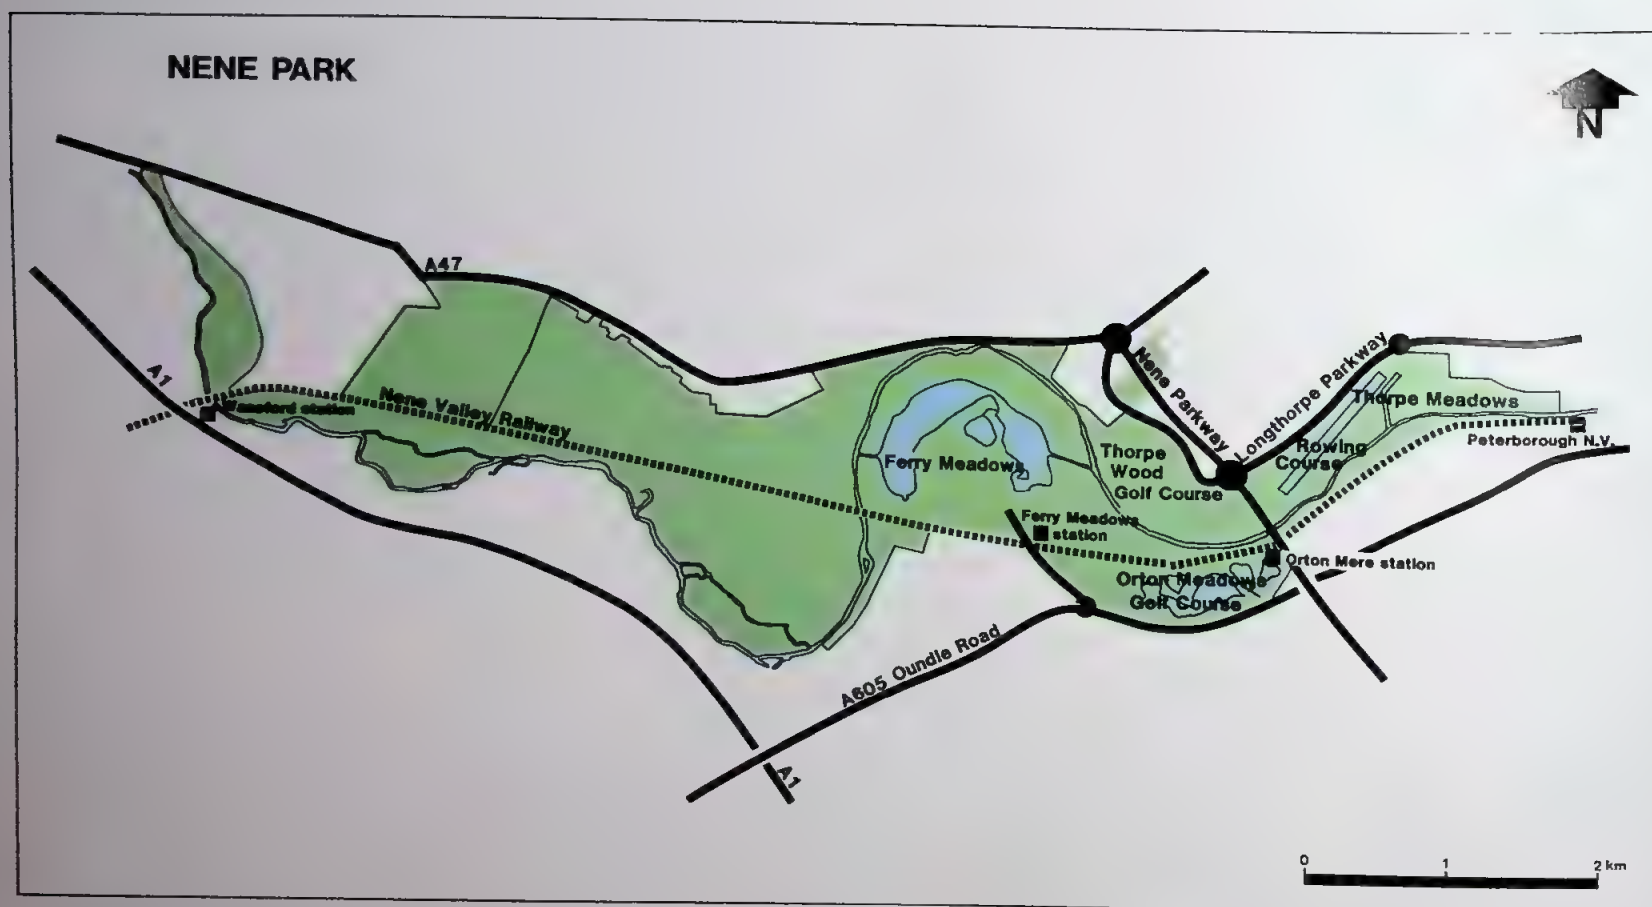 NENE PARK
N
A47
A1
Wansford station
Nene Valley Railway
Ferry Meadows
Nene Parkway
Longthorpe Parkway
Thorpe Meadows
Rowing
Course
Peterborough N.V.
Thorpe
Wood
Golf Course
Ferry Meadows
station
Orton Mere station
Orton Meadows
Golf Course
A605 Oundle Road
A1
0 1 2 km